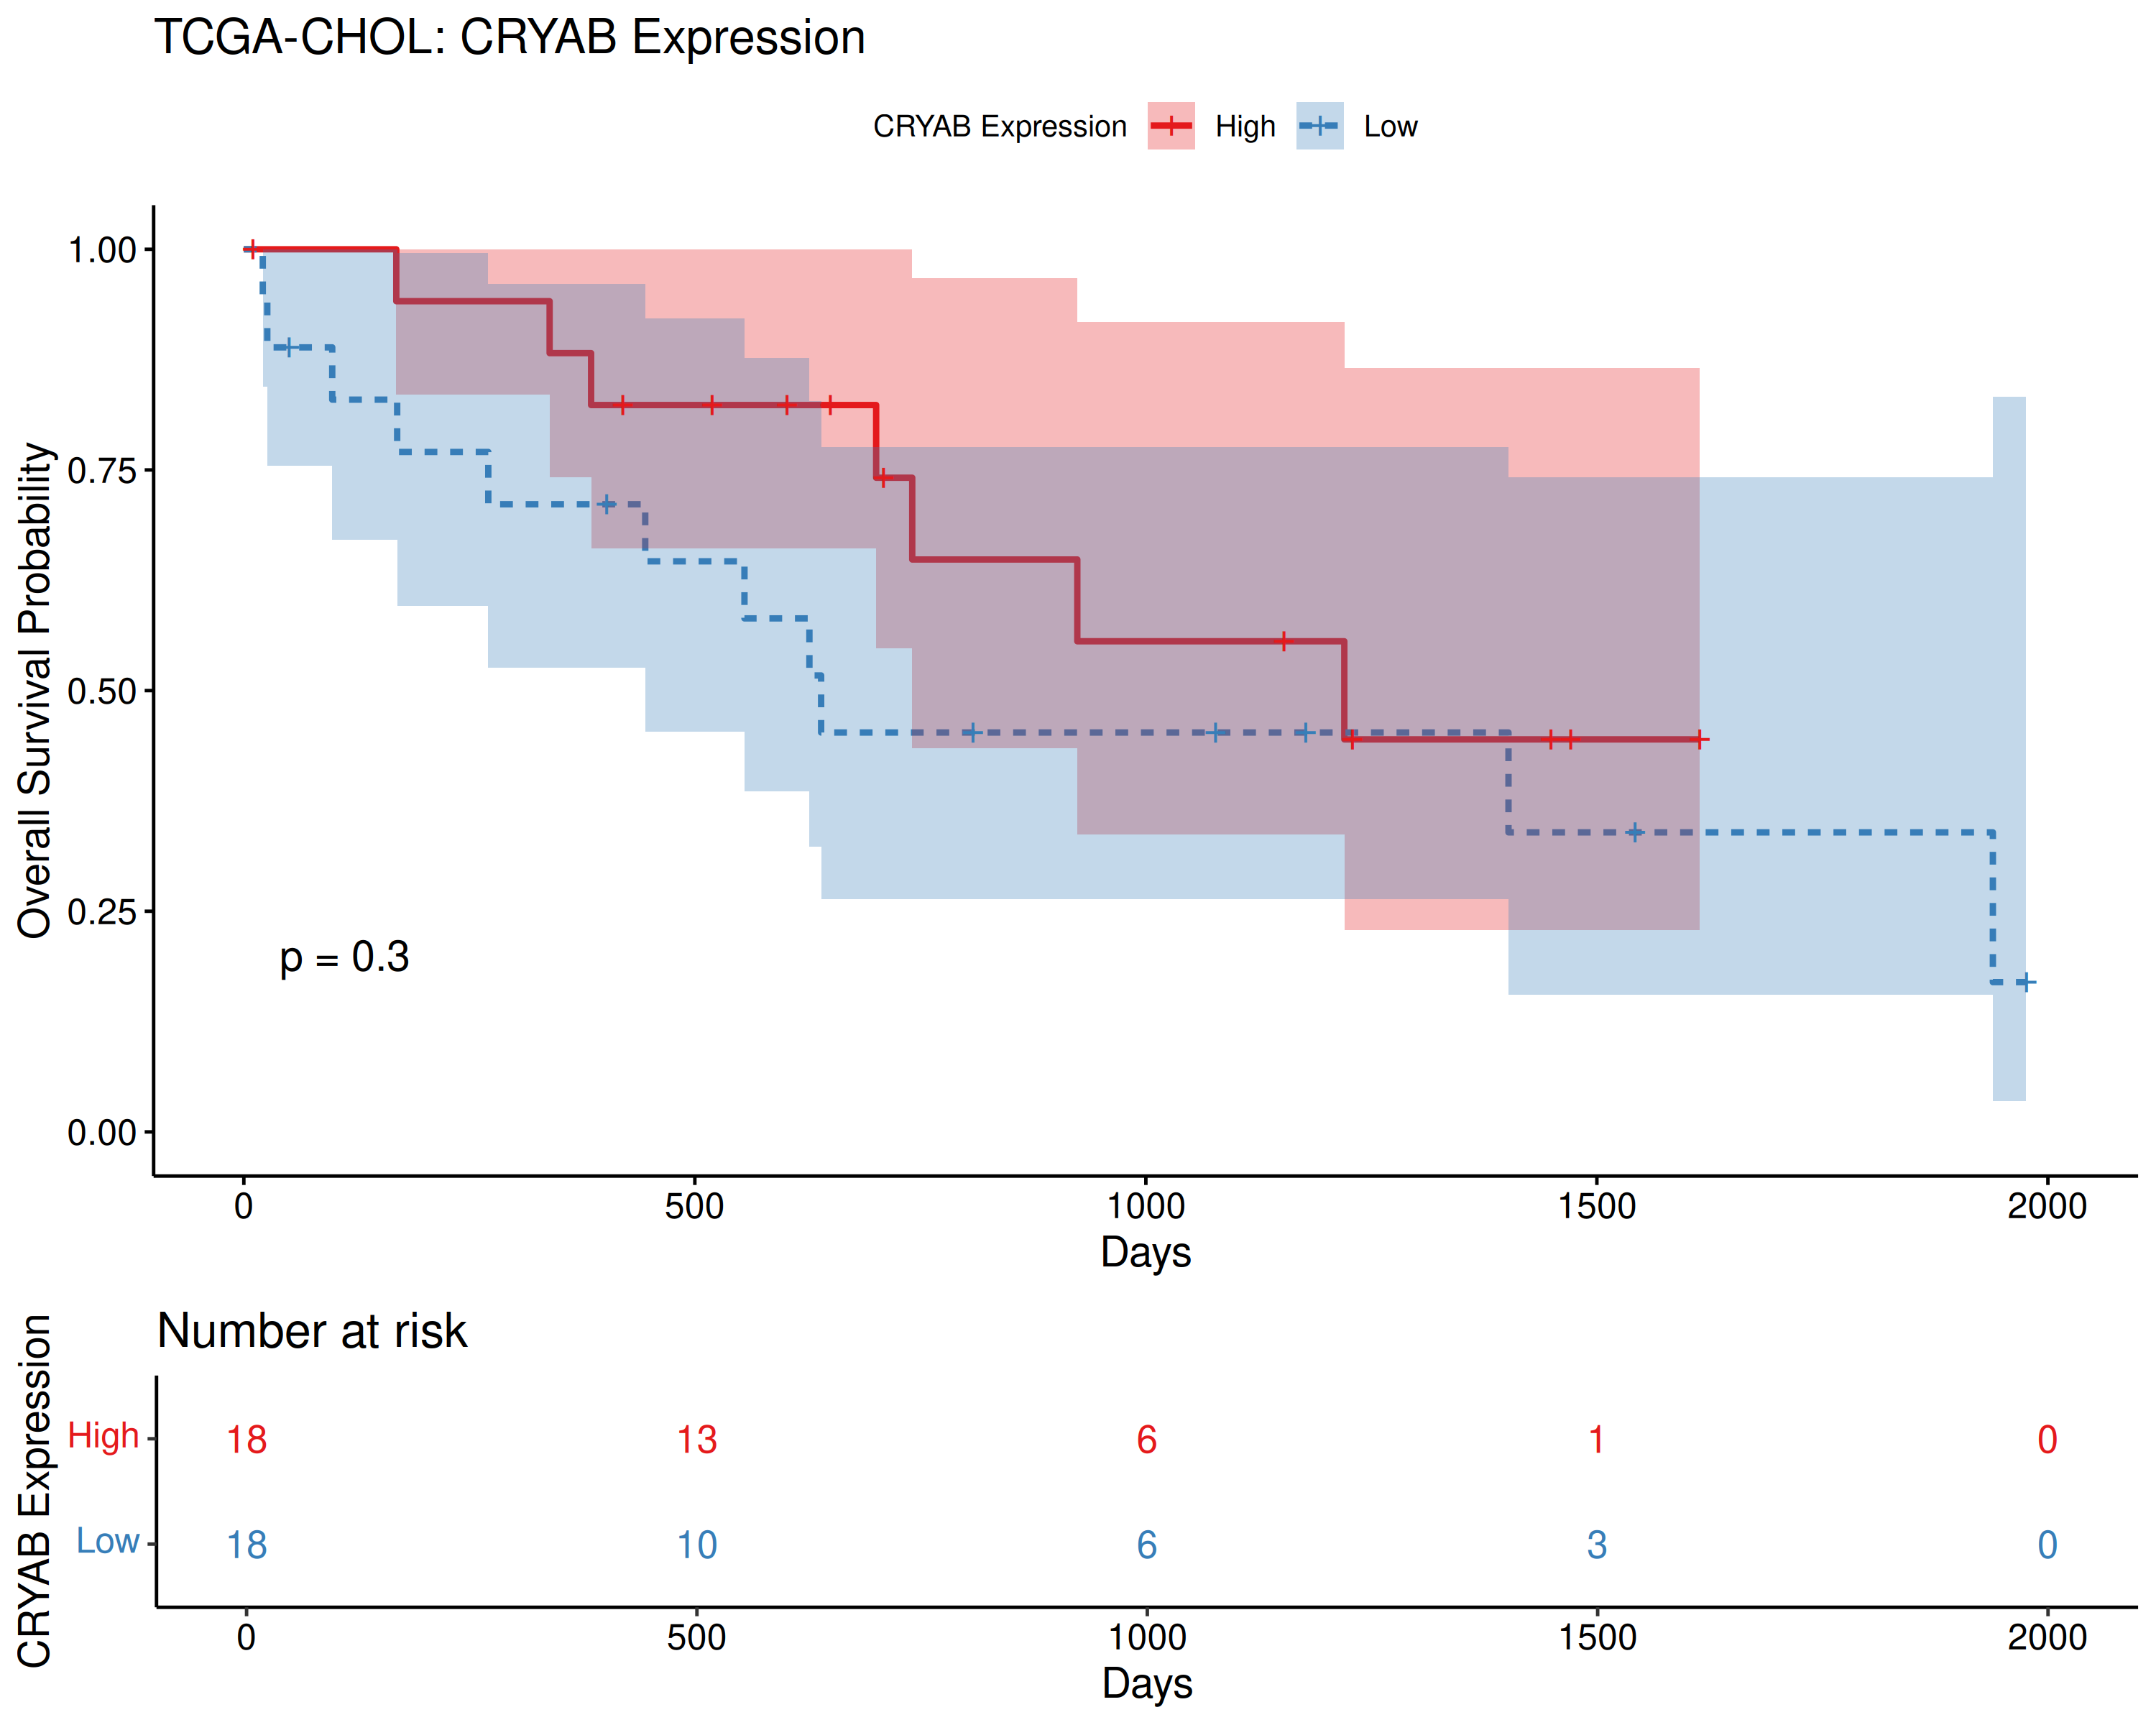 TCGA-CHOL: CRYAB Expression
CRYAB Expression High Low
Overall Survival Probability
1.00
0.75
0.50
0.25
0.00
p = 0.3
0 500 1000 1500 2000
Days
Number at risk
CRYAB Expression
High 18 13 6 1 0
Low 18 10 6 3 0
0 500 1000 1500 2000
Days